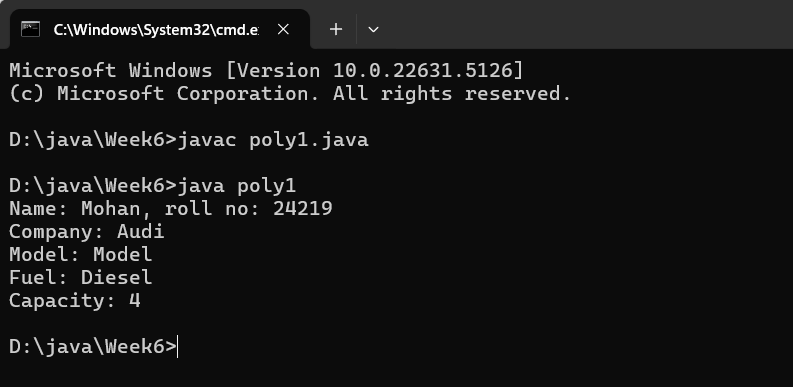 C:\Windows\System32\cmd.e
Microsoft Windows [Version 10.0.22631.5126]
(c) Microsoft Corporation. All rights reserved.
D:\java\Week6>javac poly1.java
D:\java\Week6>java poly1
Name: Mohan, roll no: 24219
Company: Audi
Model: Model
Fuel: Diesel
Capacity: 4
D:\java\Week6>